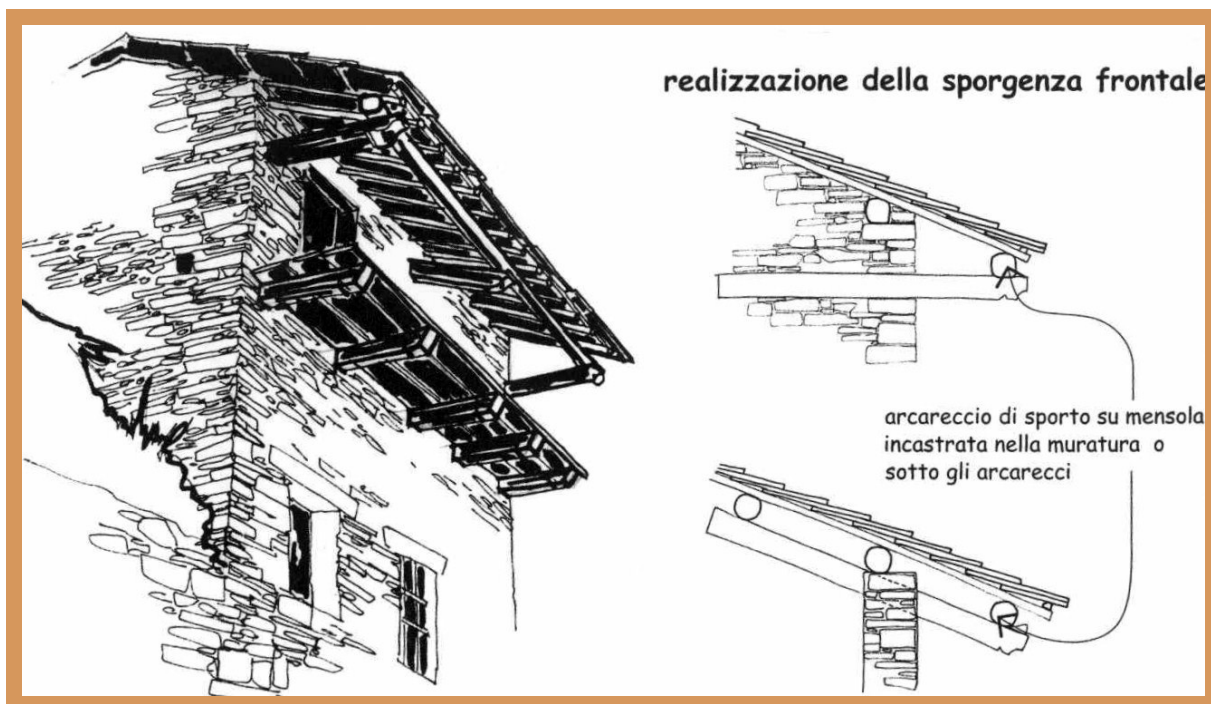 realizzazione della sporgenza frontale
arcareccio di sporto su mensola
incastrata nella muratura o
sotto gli arcarecci